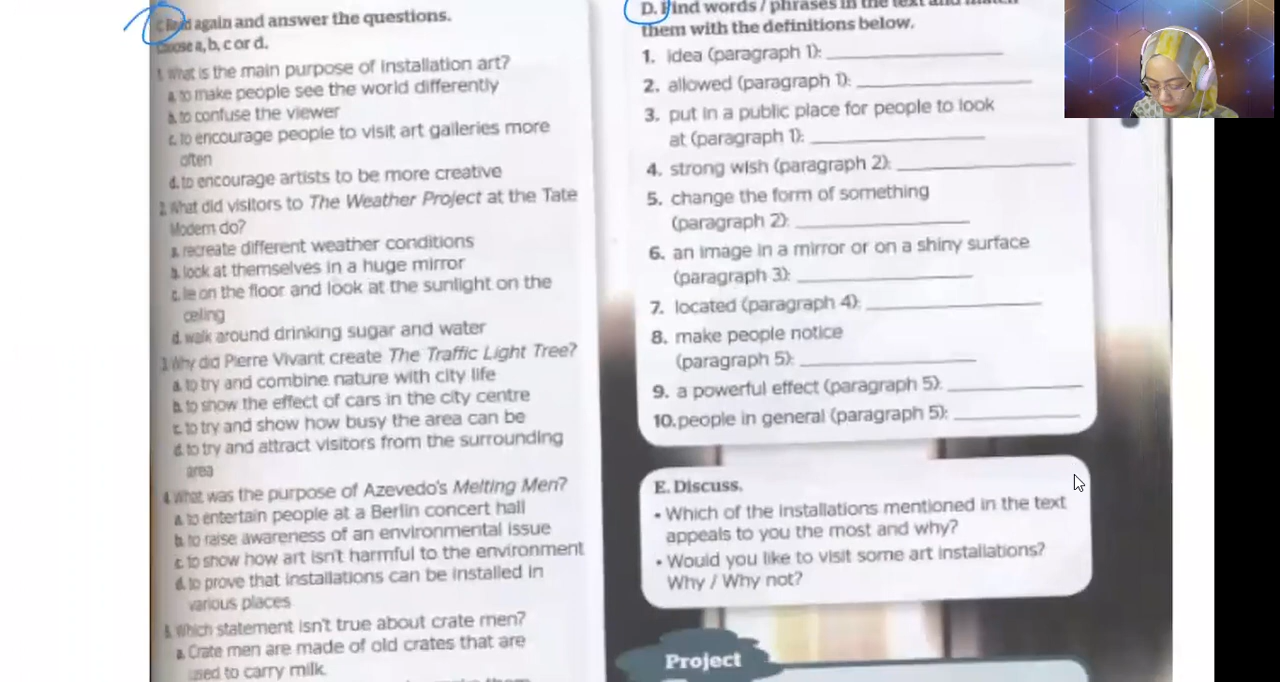 C. Read again and answer the questions.
Choose a, b, c or d.
1. What is the main purpose of installation art?
a. to make people see the world differently
b. to confuse the viewer
c. to encourage people to visit art galleries more
often
d. to encourage artists to be more creative
2. What did visitors to The Weather Project at the Tate
Modern do?
a. recreate different weather conditions
b. look at themselves in a huge mirror
c. lie on the floor and look at the sunlight on the
ceiling
d. walk around drinking sugar and water
3. Why did Pierre Vivant create The Traffic Light Tree?
a. to try and combine nature with city life
b. to show the effect of cars in the city centre
c. to try and show how busy the area can be
d. to try and attract visitors from the surrounding
area
4. What was the purpose of Azevedo's Melting Men?
a. to entertain people at a Berlin concert hall
b. to raise awareness of an environmental issue
c. to show how art isn't harmful to the environment
d. to prove that installations can be installed in
various places
5. Which statement isn't true about crate men?
a. Crate men are made of old crates that are
used to carry milk.
D. Find words / phrases in the text and match
them with the definitions below.
1. idea (paragraph 1):
2. allowed (paragraph 1):
3. put in a public place for people to look
at (paragraph 1):
4. strong wish (paragraph 2):
5. change the form of something
(paragraph 2):
6. an image in a mirror or on a shiny surface
(paragraph 3):
7. located (paragraph 4):
8. make people notice
(paragraph 5):
9. a powerful effect (paragraph 5):
10. people in general (paragraph 5):
E. Discuss.
• Which of the installations mentioned in the text
appeals to you the most and why?
• Would you like to visit some art installations?
Why / Why not?
Project